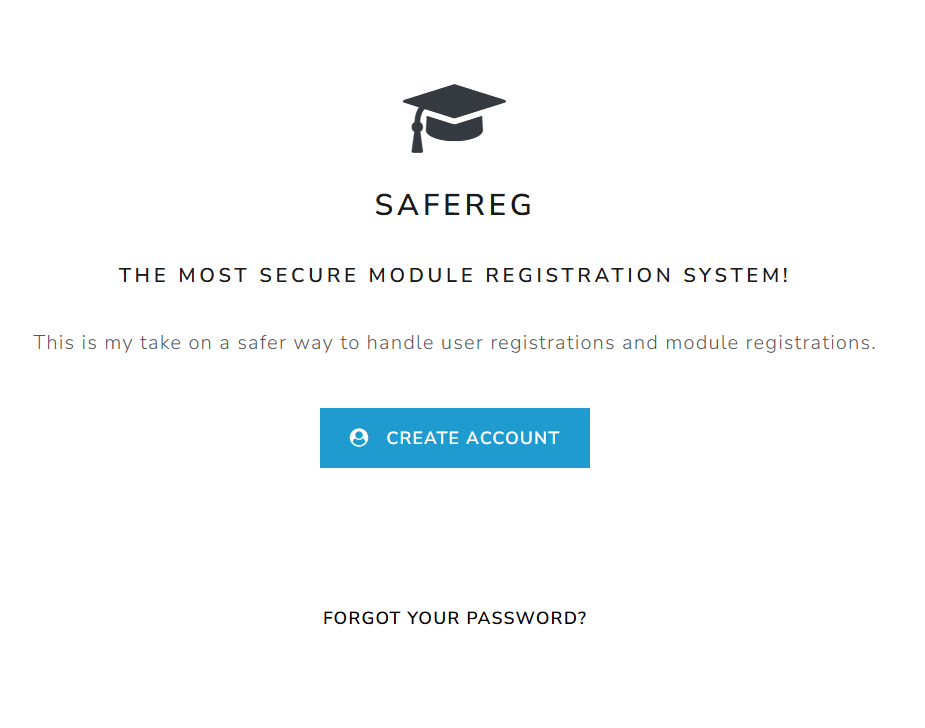 SAFEREG
THE MOST SECURE MODULE REGISTRATION SYSTEM!
This is my take on a safer way to handle user registrations and module registrations.
CREATE ACCOUNT
FORGOT YOUR PASSWORD?